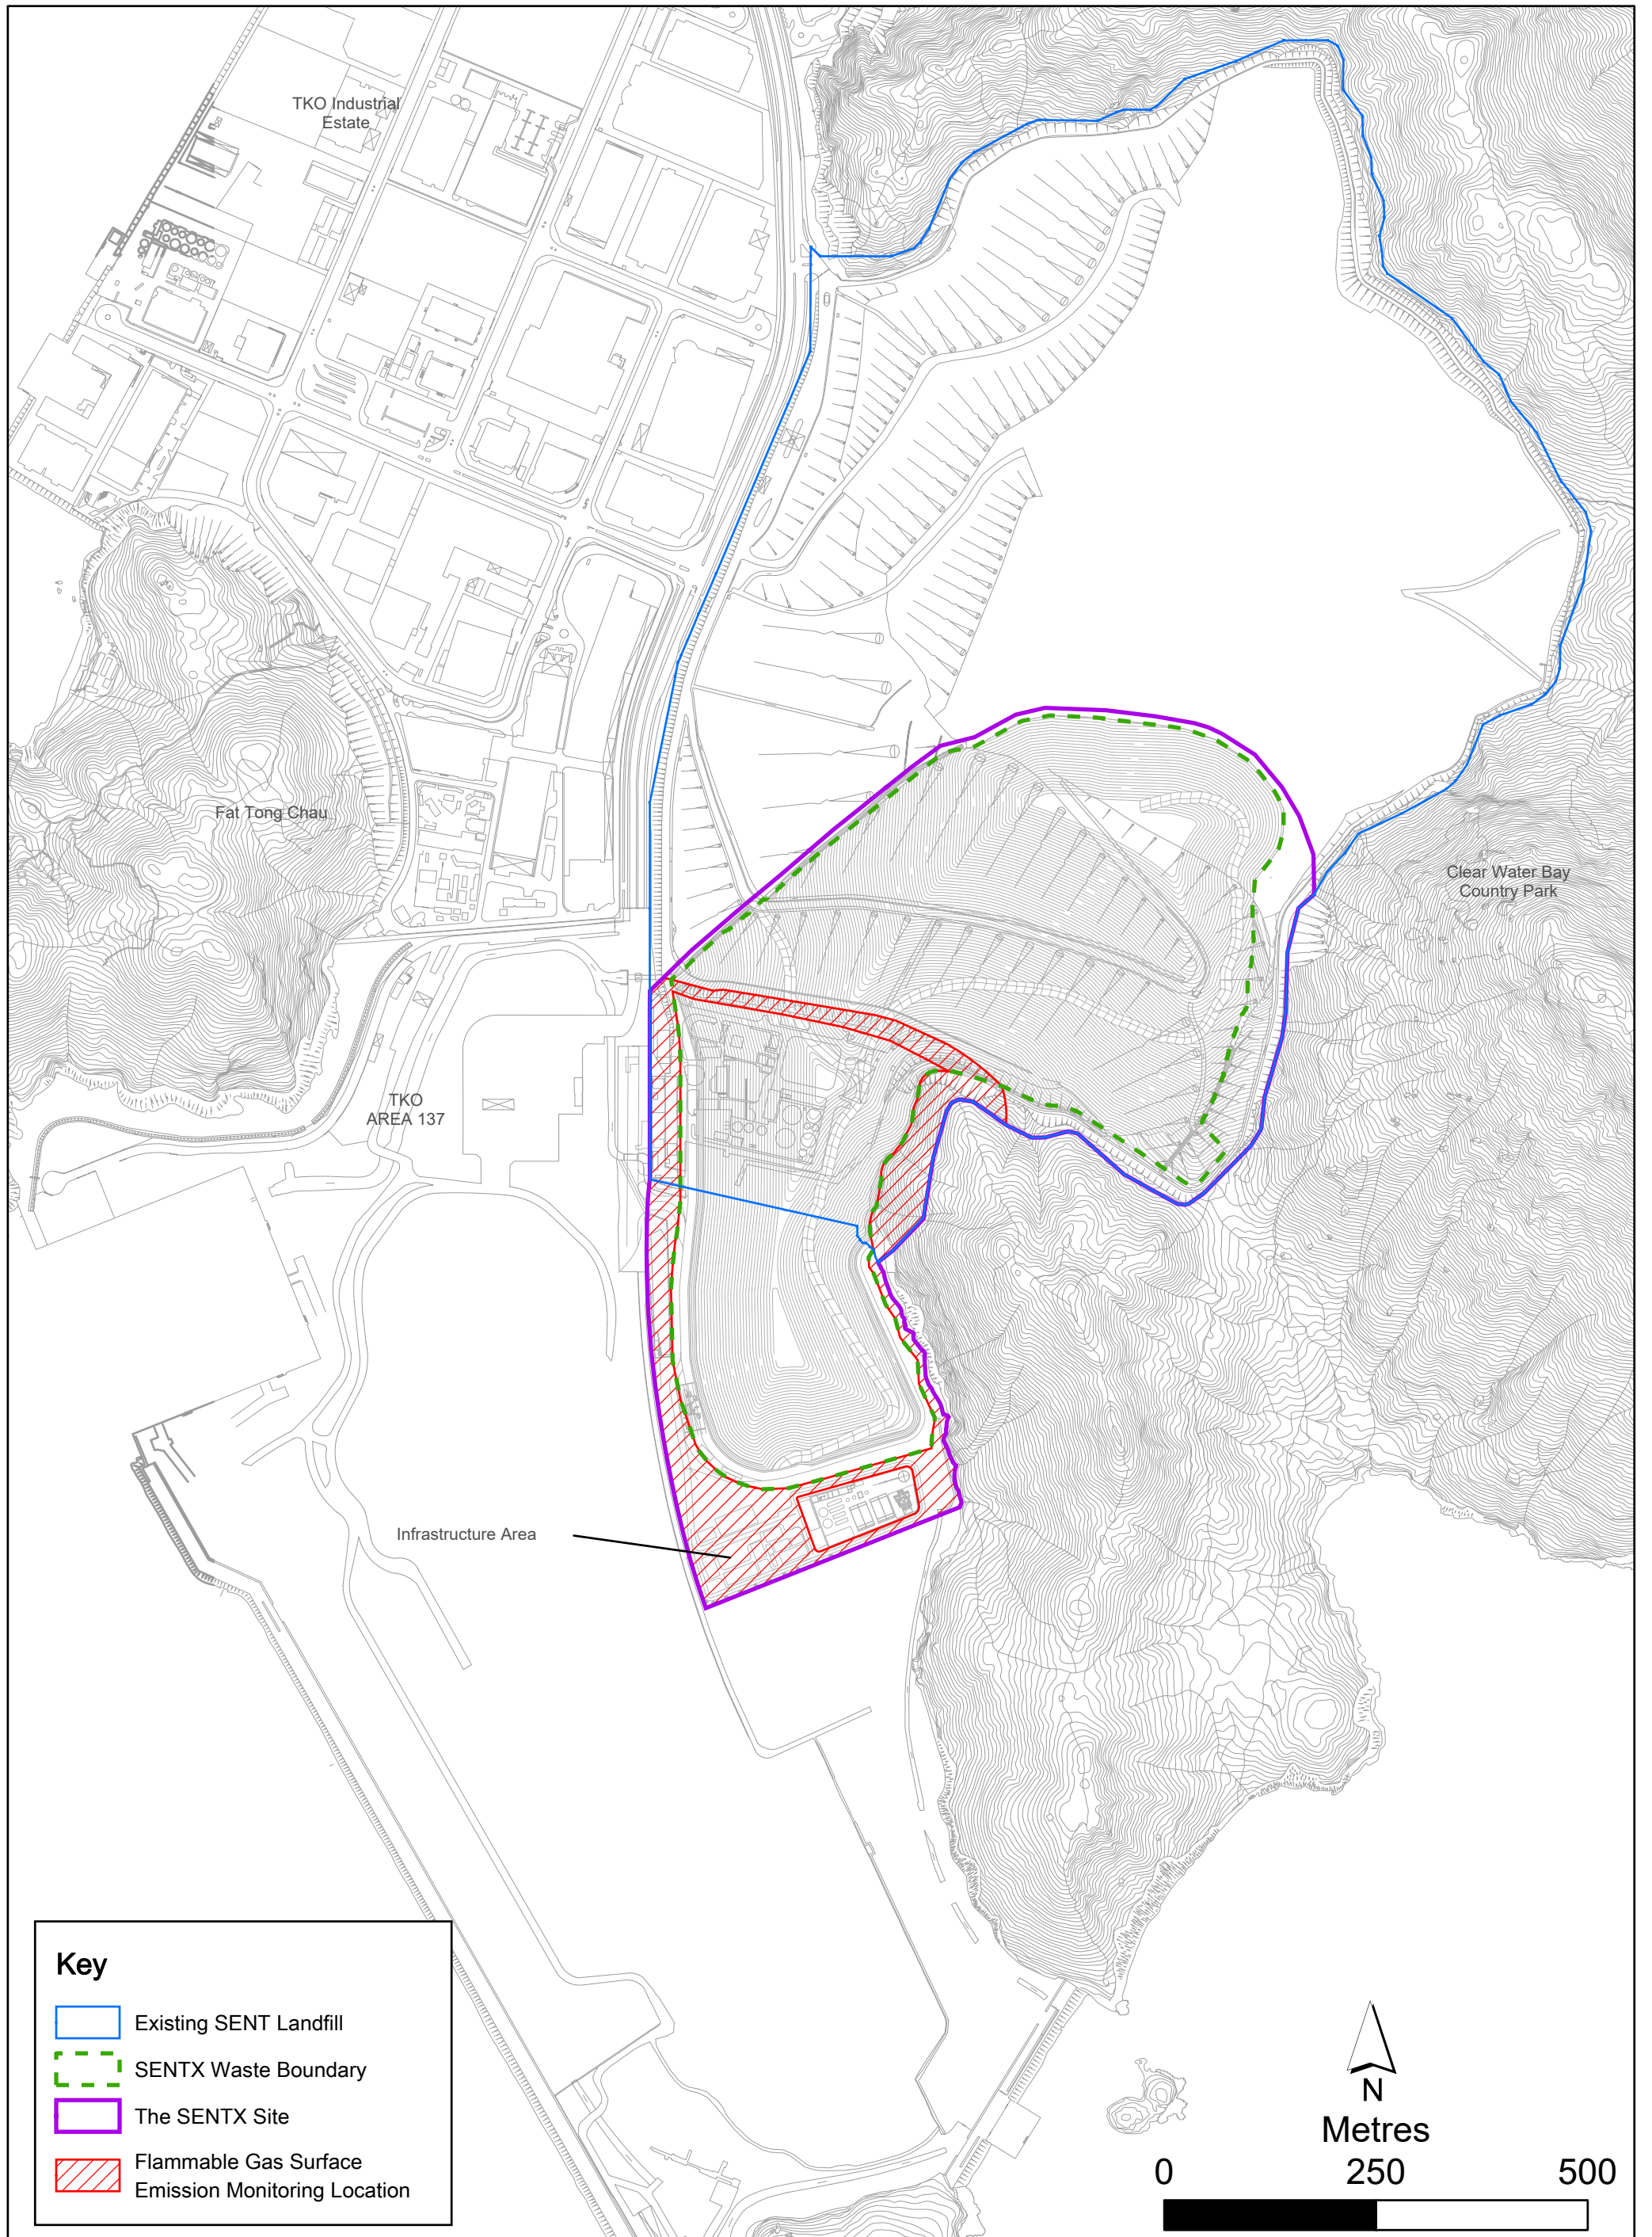 TKO Industrial
Estate
Fat Tong Chau
Clear Water Bay
Country Park
TKO
AREA 137
Infrastructure Area
Key
Existing SENT Landfill
SENTX Waste Boundary
The SENTX Site
Flammable Gas Surface
Emission Monitoring Location
N
Metres
0 250 500